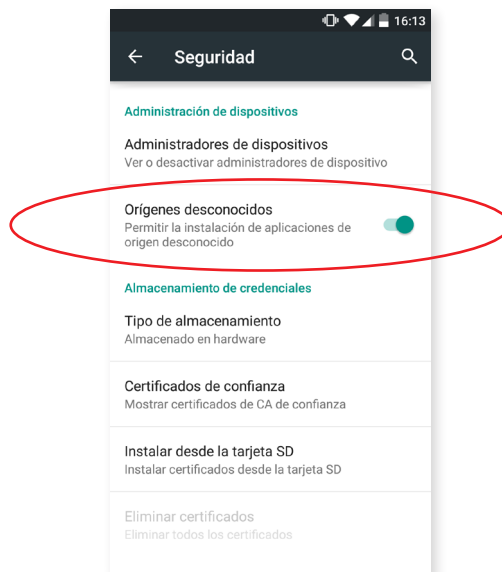 16:13
Seguridad
Administración de dispositivos
Administradores de dispositivos
Ver o desactivar administradores de dispositivo
Orígenes desconocidos
Permitir la instalación de aplicaciones de
origen desconocido
Almacenamiento de credenciales
Tipo de almacenamiento
Almacenado en hardware
Certificados de confianza
Mostrar certificados de CA de confianza
Instalar desde la tarjeta SD
Instalar certificados desde la tarjeta SD
Eliminar certificados
Eliminar todos los certificados